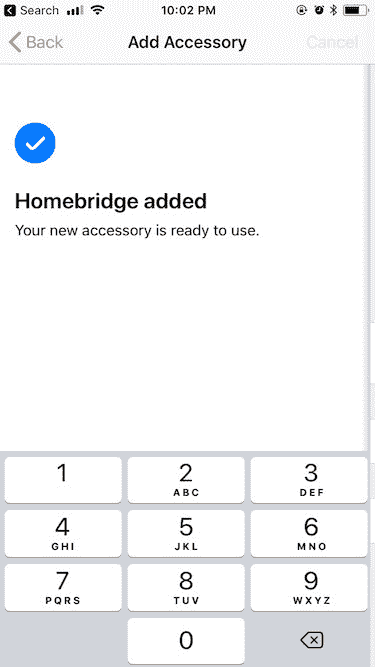 Search 10:02 PM
Back Add Accessory Cancel
Homebridge added
Your new accessory is ready to use.
1 2 3
ABC DEF
4 5 6
GHI JKL MNO
7 8 9
PQRS TUV WXYZ
0